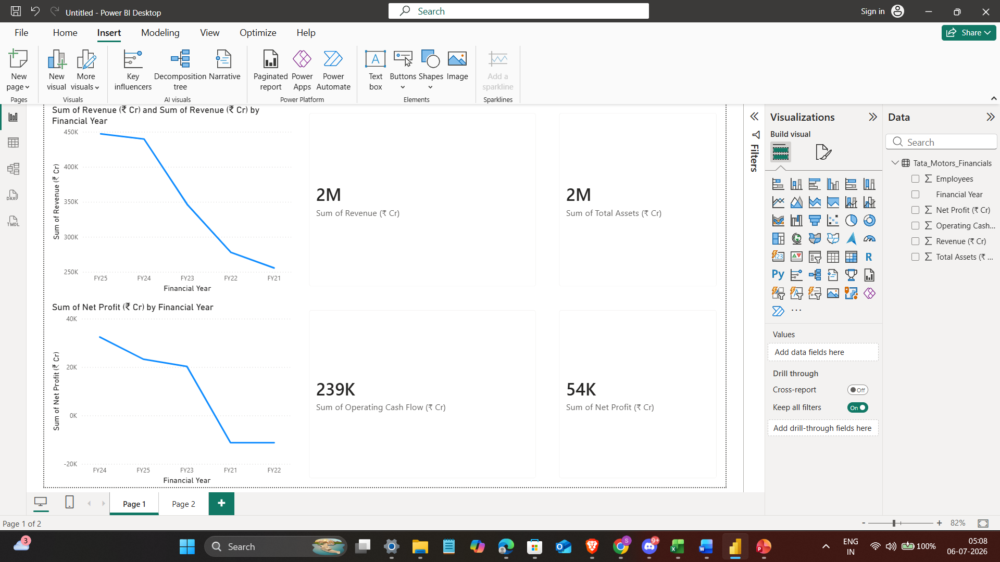 Untitled - Power BI Desktop
Search
Sign in
File
Home
Insert
Modeling
View
Optimize
Help
Share
New page
New visual
More visuals
Key influencers
Decomposition tree
Narrative
Paginated report
Power Apps
Power Automate
Text box
Buttons
Shapes
Image
Add a sparkline
Pages
Visuals
AI visuals
Power Platform
Elements
Sparklines
DAX
TMDL
Sum of Revenue (₹ Cr) and Sum of Revenue (₹ Cr) by
Financial Year
Sum of Revenue (₹ Cr)
450K
400K
350K
300K
250K
FY25
FY24
FY23
FY22
FY21
Financial Year
2M
Sum of Revenue (₹ Cr)
2M
Sum of Total Assets (₹ Cr)
Sum of Net Profit (₹ Cr) by Financial Year
Sum of Net Profit (₹ Cr)
40K
20K
0K
-20K
FY24
FY25
FY23
FY21
FY22
Financial Year
239K
Sum of Operating Cash Flow (₹ Cr)
54K
Sum of Net Profit (₹ Cr)
Filters
Visualizations
Build visual
123
R
Py
...
Values
Add data fields here
Drill through
Cross-report
Off
Keep all filters
On
Add drill-through fields here
Data
Search
Tata_Motors_Financials
Employees
Financial Year
Net Profit (₹ Cr)
Operating Cash...
Revenue (₹ Cr)
Total Assets (₹ ...
Page 1
Page 2
+
Page 1 of 2
- + 82%
3
Search
S
9+
ENG
IN
100%
05:08
06-07-2026